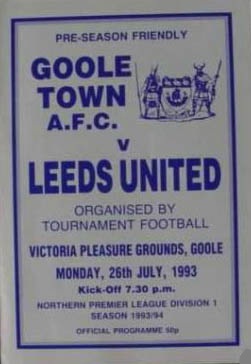 PRE-SEASON FRIENDLY
GOOLE
TOWN
A.F.C.
v
LEEDS UNITED
ORGANISED BY
TOURNAMENT FOOTBALL
VICTORIA PLEASURE GROUNDS, GOOLE
MONDAY, 26th JULY, 1993
Kick-Off 7.30 p.m.
NORTHERN PREMIER LEAGUE DIVISION 1
SEASON 1993/94
OFFICIAL PROGRAMME 50p